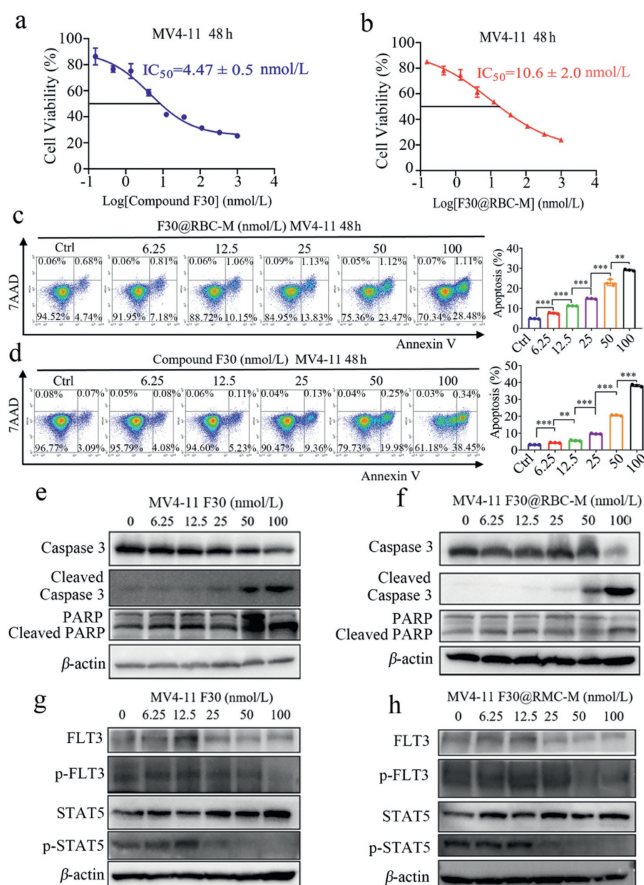 a
MV4-11 48 h
IC50=4.47 ± 0.5 nmol/L
Cell Viability (%)
100
80
60
40
20
0
-1 0 1 2 3 4
Log[Compound F30] (nmol/L)
b
MV4-11 48 h
IC50=10.6 ± 2.0 nmol/L
Cell Viability (%)
100
80
60
40
20
0
-1 0 1 2 3 4
Log[F30@RBC-M] (nmol/L)
c
F30@RBC-M (nmol/L) MV4-11 48h
Ctrl 6.25 12.5 25 50 100
7AAD
0.06% 0.68% 0.06% 0.81% 0.06% 1.06% 0.09% 1.13% 0.05% 1.12% 0.07% 1.11%
94.52% 4.74% 91.95% 7.18% 88.72% 10.15% 84.95% 13.83% 75.36% 23.47% 70.34% 28.48%
Annexin V
Apoptosis (%)
40
30
20
10
0
*** *** *** *** **
Ctrl 6.25 12.5 25 50 100
d
Compound F30 (nmol/L) MV4-11 48h
Ctrl 6.25 12.5 25 50 100
7AAD
0.08% 0.07% 0.05% 0.08% 0.06% 0.11% 0.04% 0.13% 0.04% 0.25% 0.03% 0.34%
96.77% 3.09% 95.79% 4.08% 94.60% 5.23% 90.47% 9.36% 79.73% 19.98% 61.18% 38.45%
Annexin V
Apoptosis (%)
50
40
30
20
10
0
*** ** *** *** ***
Ctrl 6.25 12.5 25 50 100
e
MV4-11 F30 (nmol/L)
0 6.25 12.5 25 50 100
Caspase 3
Cleaved
Caspase 3
PARP
Cleaved PARP
β-actin
f
MV4-11 F30@RBC-M (nmol/L)
0 6.25 12.5 25 50 100
Caspase 3
Cleaved
Caspase 3
PARP
Cleaved PARP
β-actin
g
MV4-11 F30 (nmol/L)
0 6.25 12.5 25 50 100
FLT3
p-FLT3
STAT5
p-STAT5
β-actin
h
MV4-11 F30@RMC-M (nmol/L)
0 6.25 12.5 25 50 100
FLT3
p-FLT3
STAT5
p-STAT5
β-actin